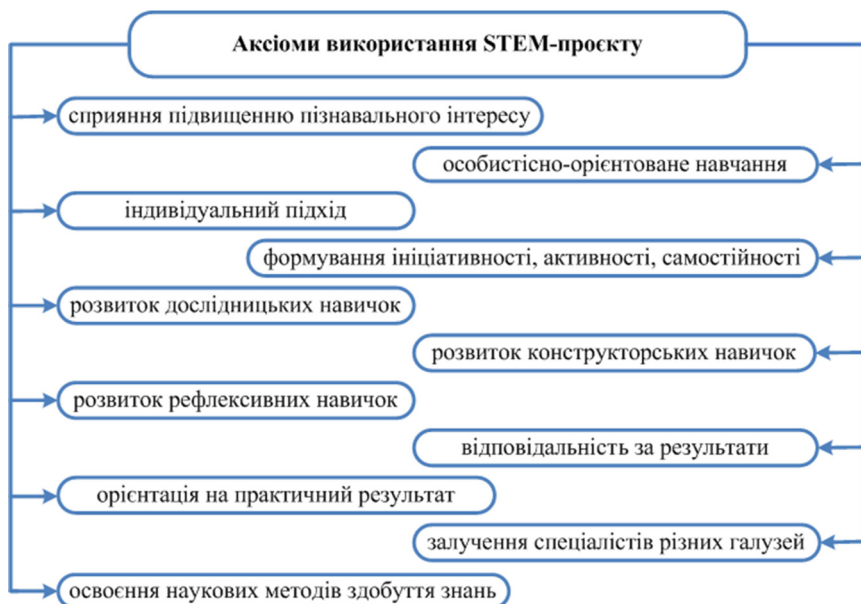 Аксіоми використання STEM-проєкту
сприяння підвищенню пізнавального інтересу
особистісно-орієнтоване навчання
індивідуальний підхід
формування ініціативності, активності, самостійності
розвиток дослідницьких навичок
розвиток конструкторських навичок
розвиток рефлексивних навичок
відповідальність за результати
орієнтація на практичний результат
залучення спеціалістів різних галузей
освоєння наукових методів здобуття знань